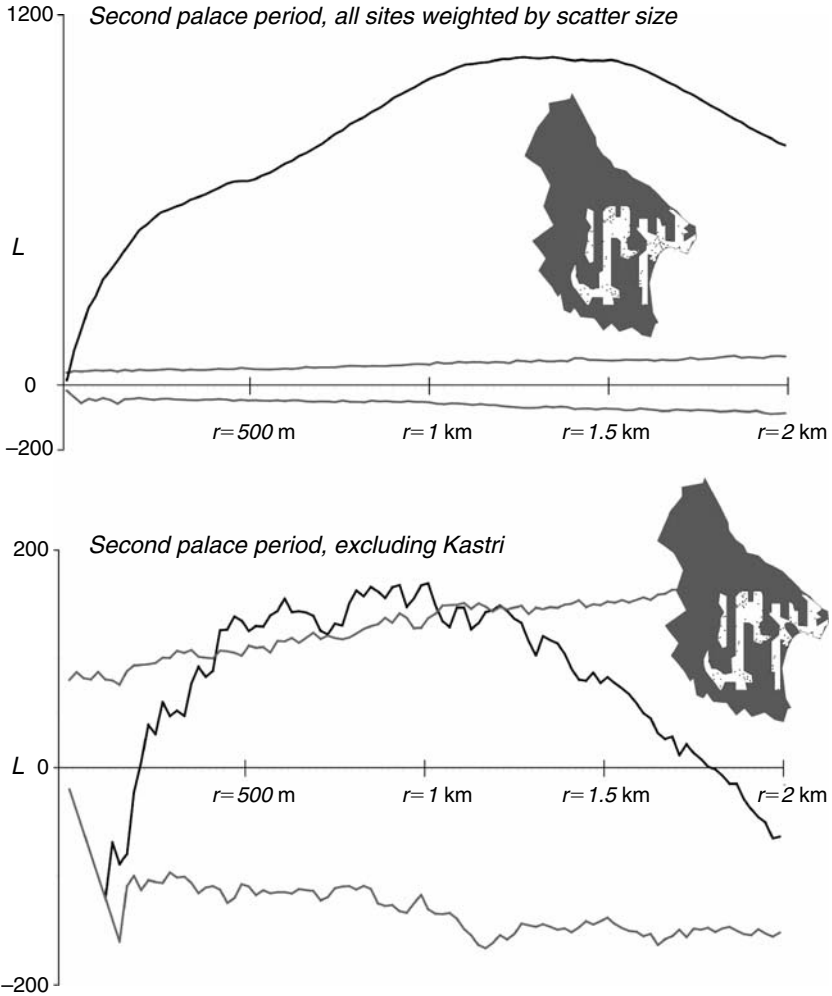 1200
Second palace period, all sites weighted by scatter size
L
0
–200
r=500 m
r=1 km
r=1.5 km
r=2 km
200
Second palace period, excluding Kastri
L 0
r=500 m
r=1 km
r=1.5 km
r=2 km
–200